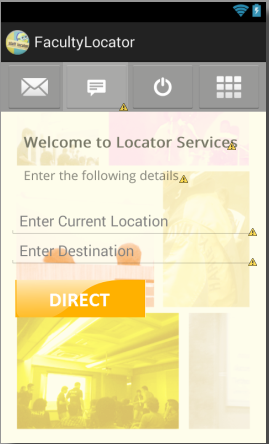 FacultyLocator
Welcome to Locator Services
Enter the following details
Enter Current Location
Enter Destination
DIRECT